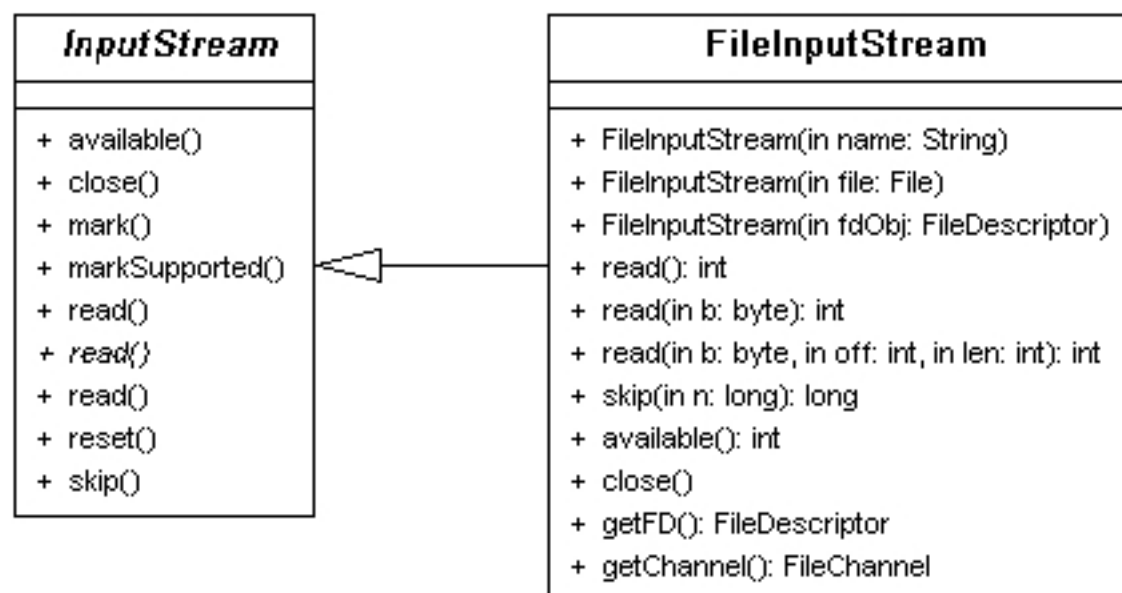 InputStream
+ available()
+ close()
+ mark()
+ markSupported()
+ read()
+ read()
+ read()
+ reset()
+ skip()
FileInputStream
+ FileInputStream(in name: String)
+ FileInputStream(in file: File)
+ FileInputStream(in fdObj: FileDescriptor)
+ read(): int
+ read(in b: byte): int
+ read(in b: byte, in off: int, in len: int): int
+ skip(in n: long): long
+ available(): int
+ close()
+ getFD(): FileDescriptor
+ getChannel(): FileChannel